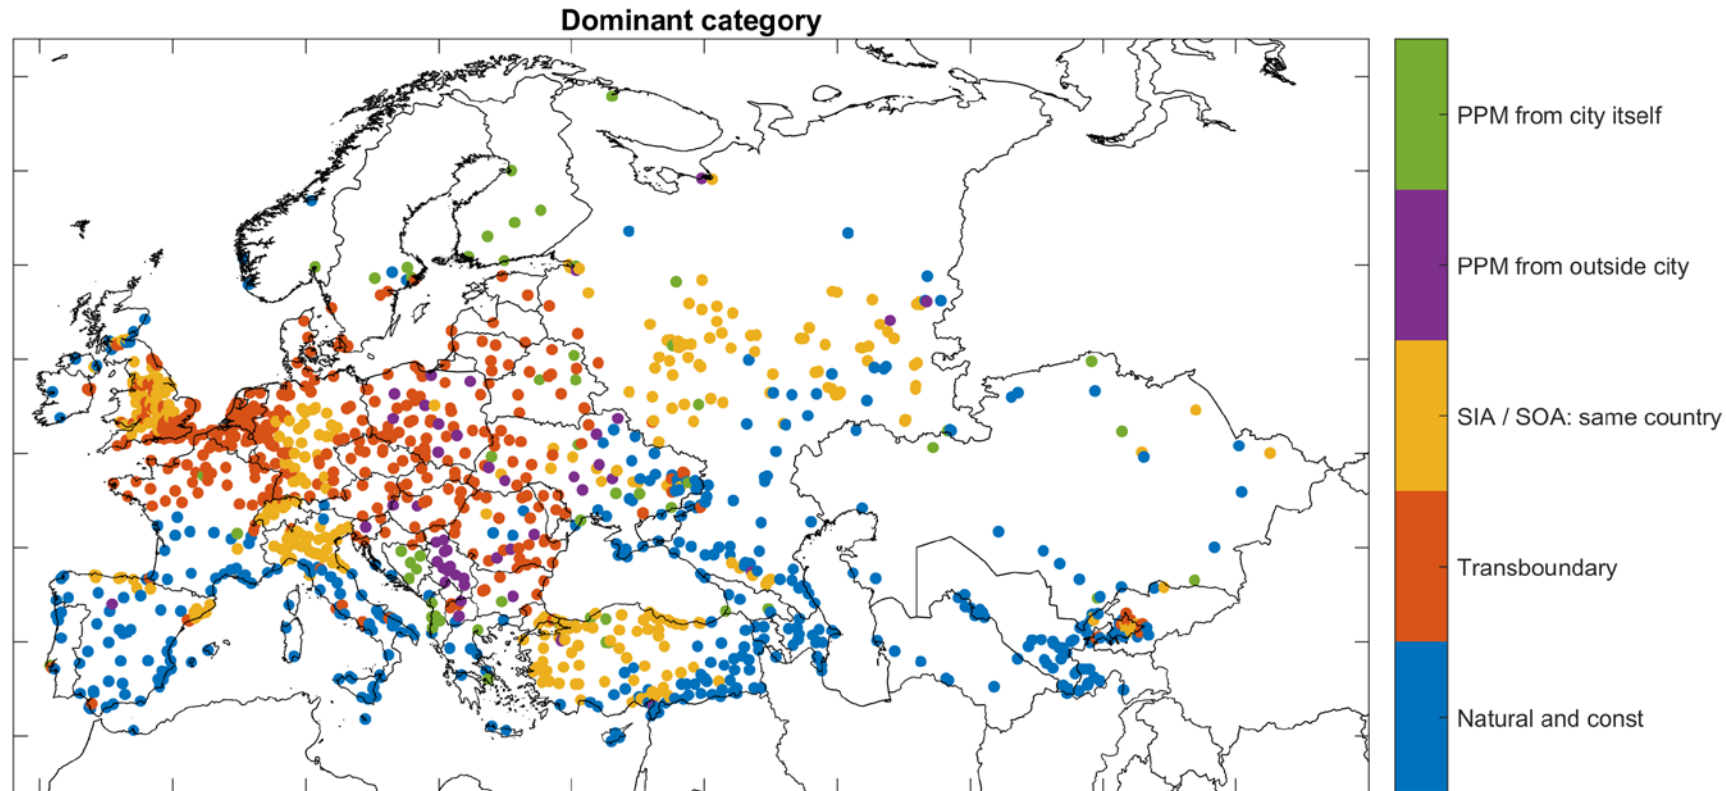 Dominant category
PPM from city itself
PPM from outside city
SIA / SOA: same country
Transboundary
Natural and const